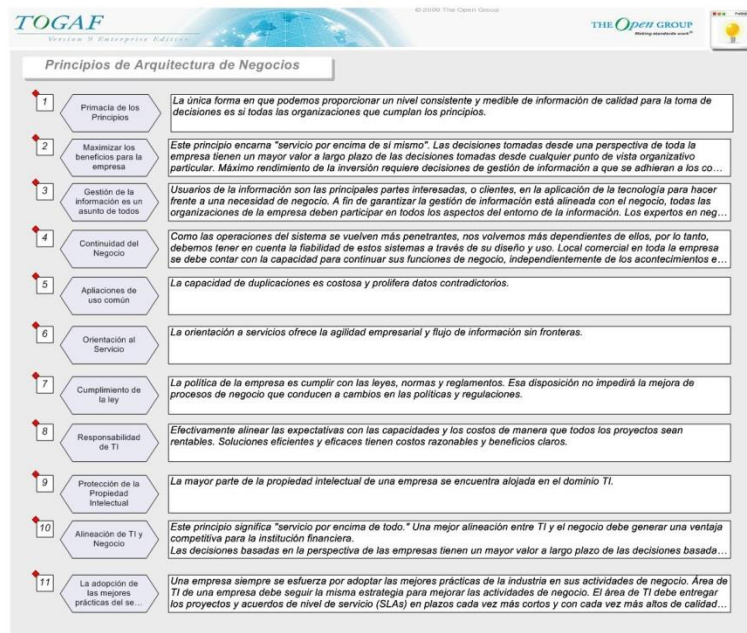 © 2009 The Open Group
TOGAF
Version 9 Enterprise Edition
THE Open GROUP
Making standards work®
Principios de Arquitectura de Negocios
1
Primacía de los
Principios
La única forma en que podemos proporcionar un nivel consistente y medible de información de calidad para la toma de
decisiones es si todas las organizaciones que cumplan los principios.
2
Maximizar los
beneficios para la
empresa
Este principio encarna "servicio por encima de si mismo". Las decisiones tomadas desde una perspectiva de toda la
empresa tienen un mayor valor a largo plazo de las decisiones tomadas desde cualquier punto de vista organizativo
particular. Máximo rendimiento de la inversión requiere decisiones de gestión de información a que se adhieran a los co…
3
Gestión de la
información es un
asunto de todos
Usuarios de la información son las principales partes interesadas, o clientes, en la aplicación de la tecnología para hacer
frente a una necesidad de negocio. A fin de garantizar la gestión de información está alineada con el negocio, todas las
organizaciones de la empresa deben participar en todos los aspectos del entorno de la información. Los expertos en neg…
4
Continuidad del
Negocio
Como las operaciones del sistema se vuelven más penetrantes, nos volvemos más dependientes de ellos, por lo tanto,
debemos tener en cuenta la fiabilidad de estos sistemas a través de su diseño y uso. Local comercial en toda la empresa
se debe contar con la capacidad para continuar sus funciones de negocio, independientemente de los acontecimientos e…
5
Apliaciones de
uso común
La capacidad de duplicaciones es costosa y prolifera datos contradictorios.
6
Orientación al
Servicio
La orientación a servicios ofrece la agilidad empresarial y flujo de información sin fronteras.
7
Cumplimiento de
la ley
La política de la empresa es cumplir con las leyes, normas y reglamentos. Esa disposición no impedirá la mejora de
procesos de negocio que conducen a cambios en las políticas y regulaciones.
8
Responsabilidad
de TI
Efectivamente alinear las expectativas con las capacidades y los costos de manera que todos los proyectos sean
rentables. Soluciones eficientes y eficaces tienen costos razonables y beneficios claros.
9
Protección de la
Propiedad
Intelectual
La mayor parte de la propiedad intelectual de una empresa se encuentra alojada en el dominio TI.
10
Alineación de TI y
Negocio
Este principio significa "servicio por encima de todo." Una mejor alineación entre TI y el negocio debe generar una ventaja
competitiva para la institución financiera.
Las decisiones basadas en la perspectiva de las empresas tienen un mayor valor a largo plazo de las decisiones basada…
11
La adopción de
las mejores
prácticas del se…
Una empresa siempre se esfuerza por adoptar las mejores prácticas de la industria en sus actividades de negocio. Área de
TI de una empresa debe seguir la misma estrategia para mejorar las actividades de negocio. El área de TI debe entregar
los proyectos y acuerdos de nivel de servicio (SLAs) en plazos cada vez más cortos y con cada vez más altos de calidad…